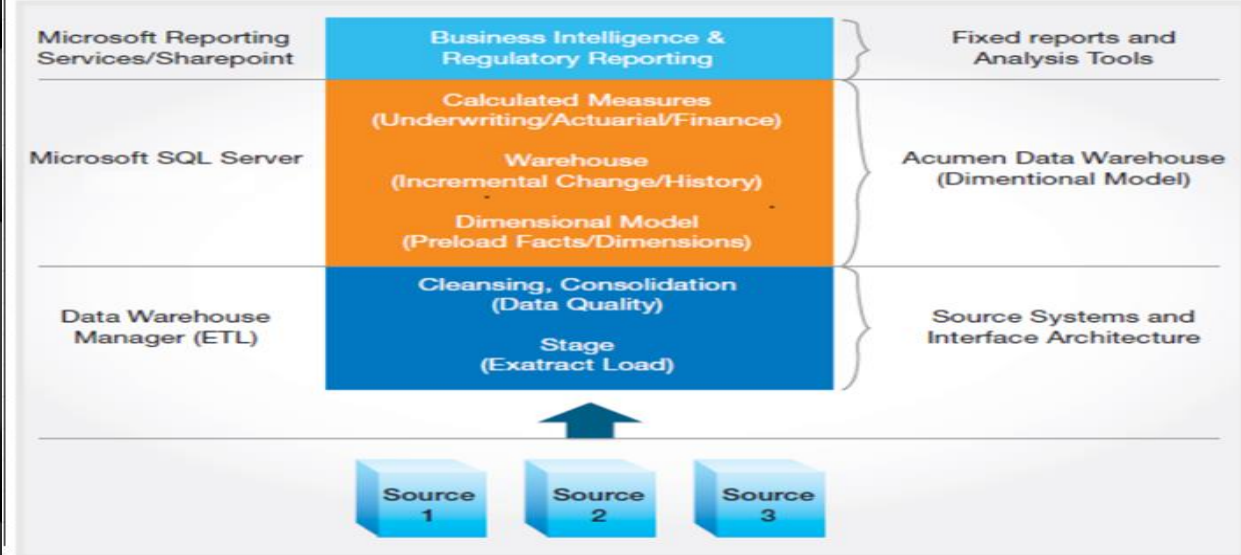 Microsoft Reporting
Services/Sharepoint
Business Intelligence &
Regulatory Reporting
Fixed reports and
Analysis Tools
Microsoft SQL Server
Calculated Measures
(Underwriting/Actuarial/Finance)
Warehouse
(Incremental Change/History)
Dimensional Model
(Preload Facts/Dimensions)
Acumen Data Warehouse
(Dimentional Model)
Data Warehouse
Manager (ETL)
Cleansing, Consolidation
(Data Quality)
Stage
(Exatract Load)
Source Systems and
Interface Architecture
Source
1
Source
2
Source
3